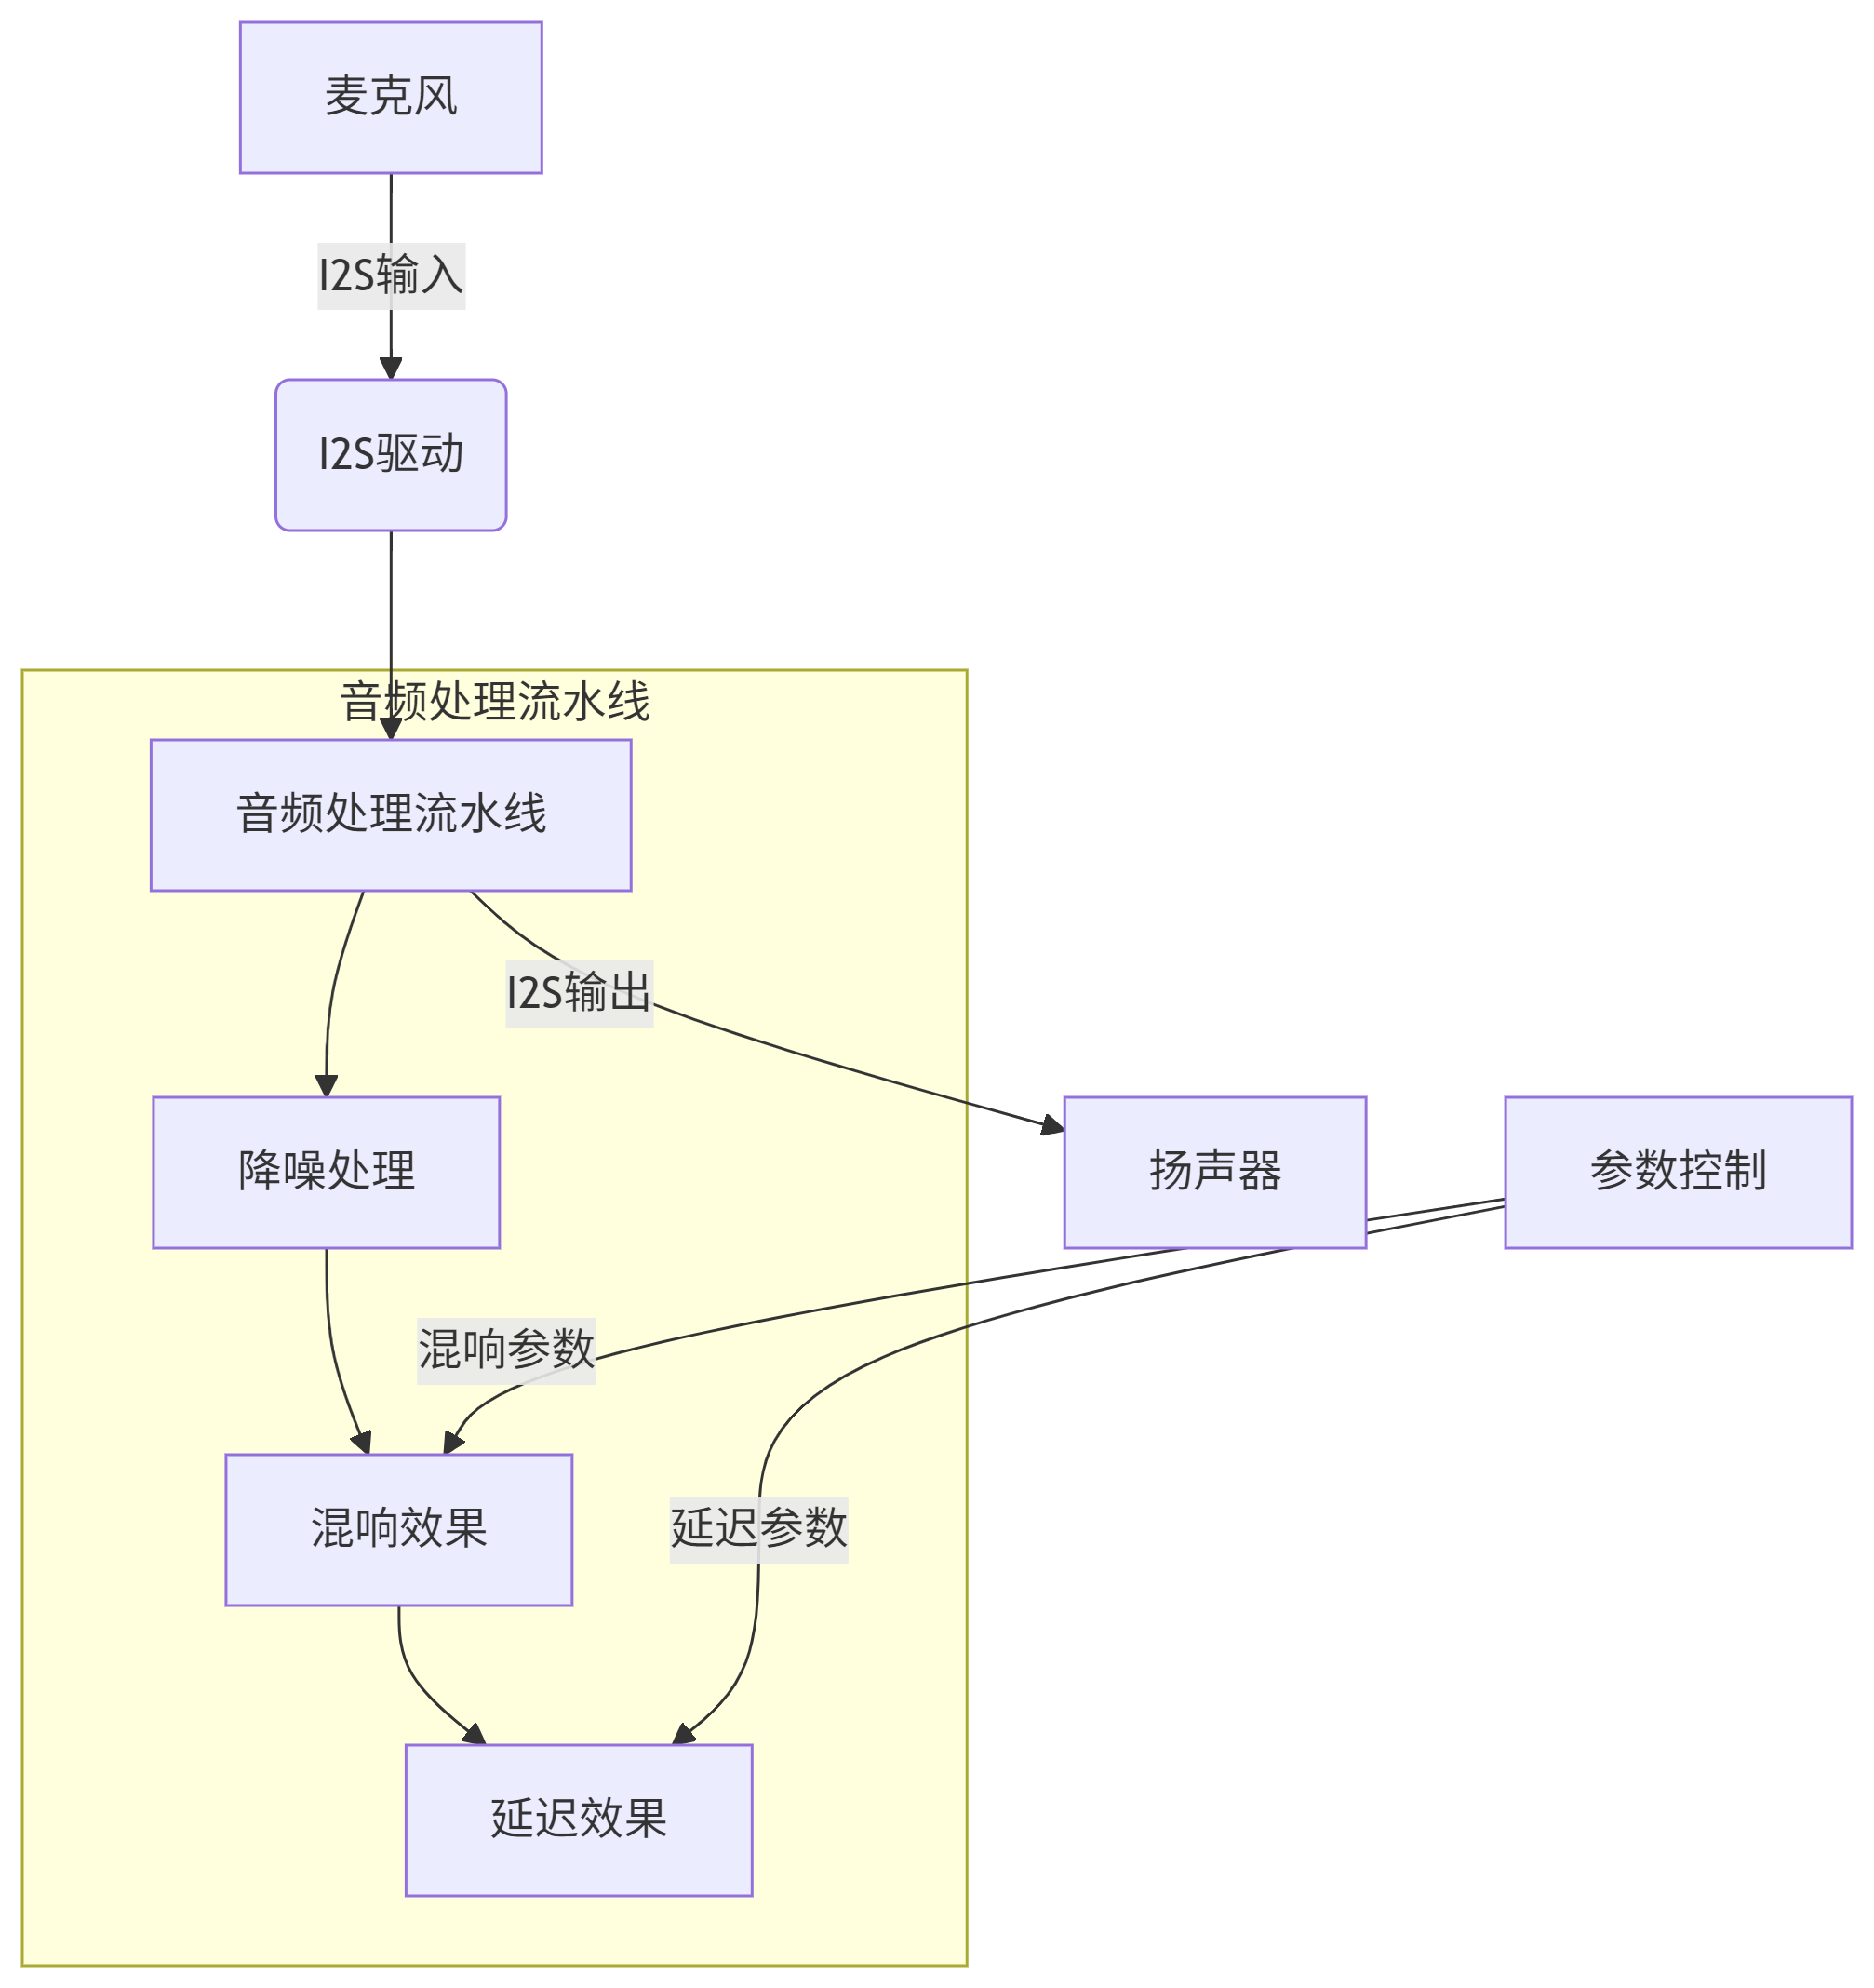 麦克风
I2S输入
I2S驱动
音频处理流水线
音频处理流水线
I2S输出
降噪处理
扬声器
参数控制
混响参数
混响效果
延迟参数
延迟效果